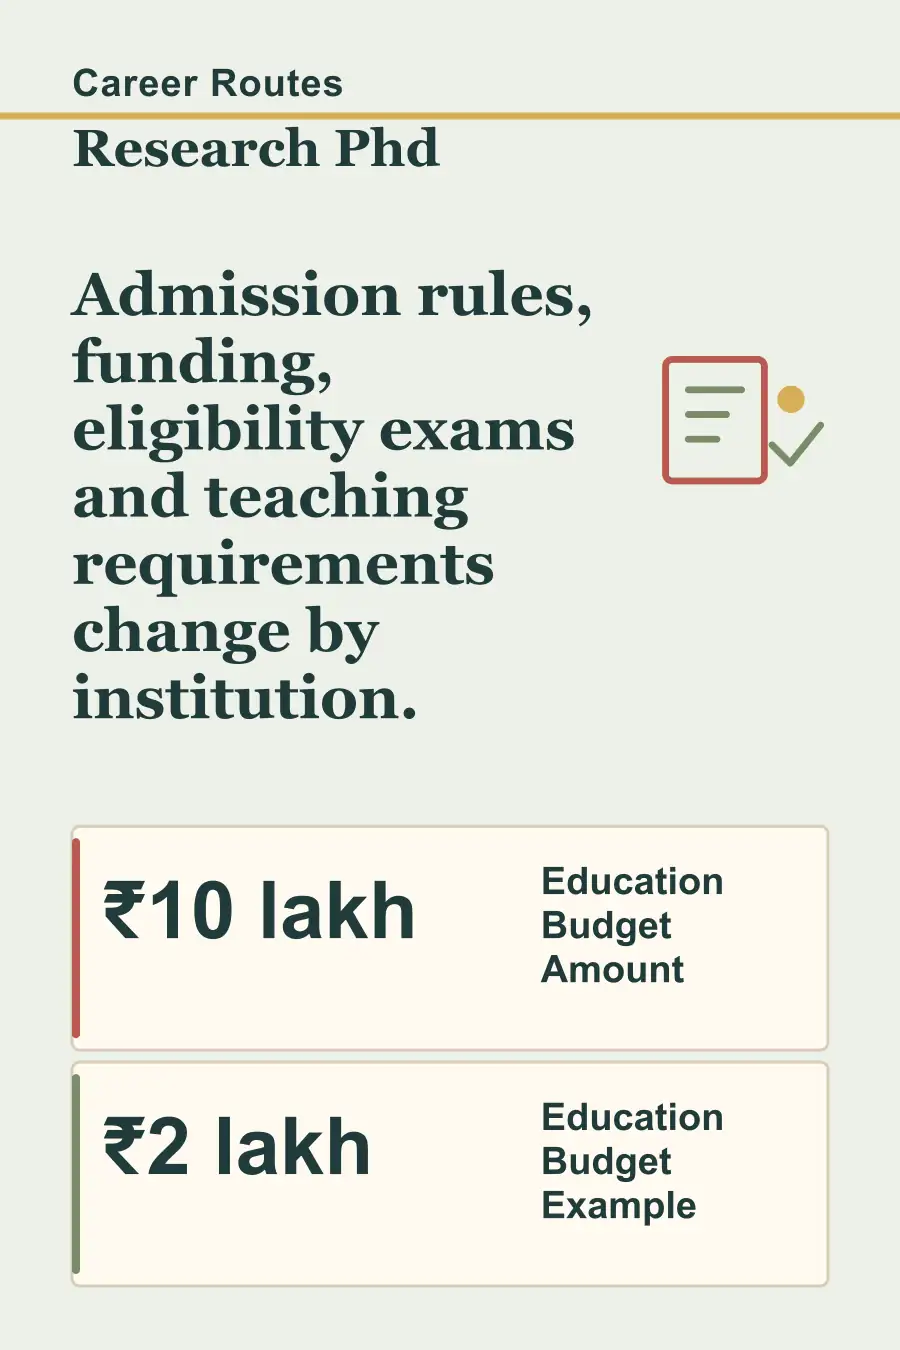 Career Routes
Research Phd
Admission rules,
funding,
eligibility exams
and teaching
requirements
change by
institution.
₹10 lakh
Education
Budget
Amount
₹2 lakh
Education
Budget
Example